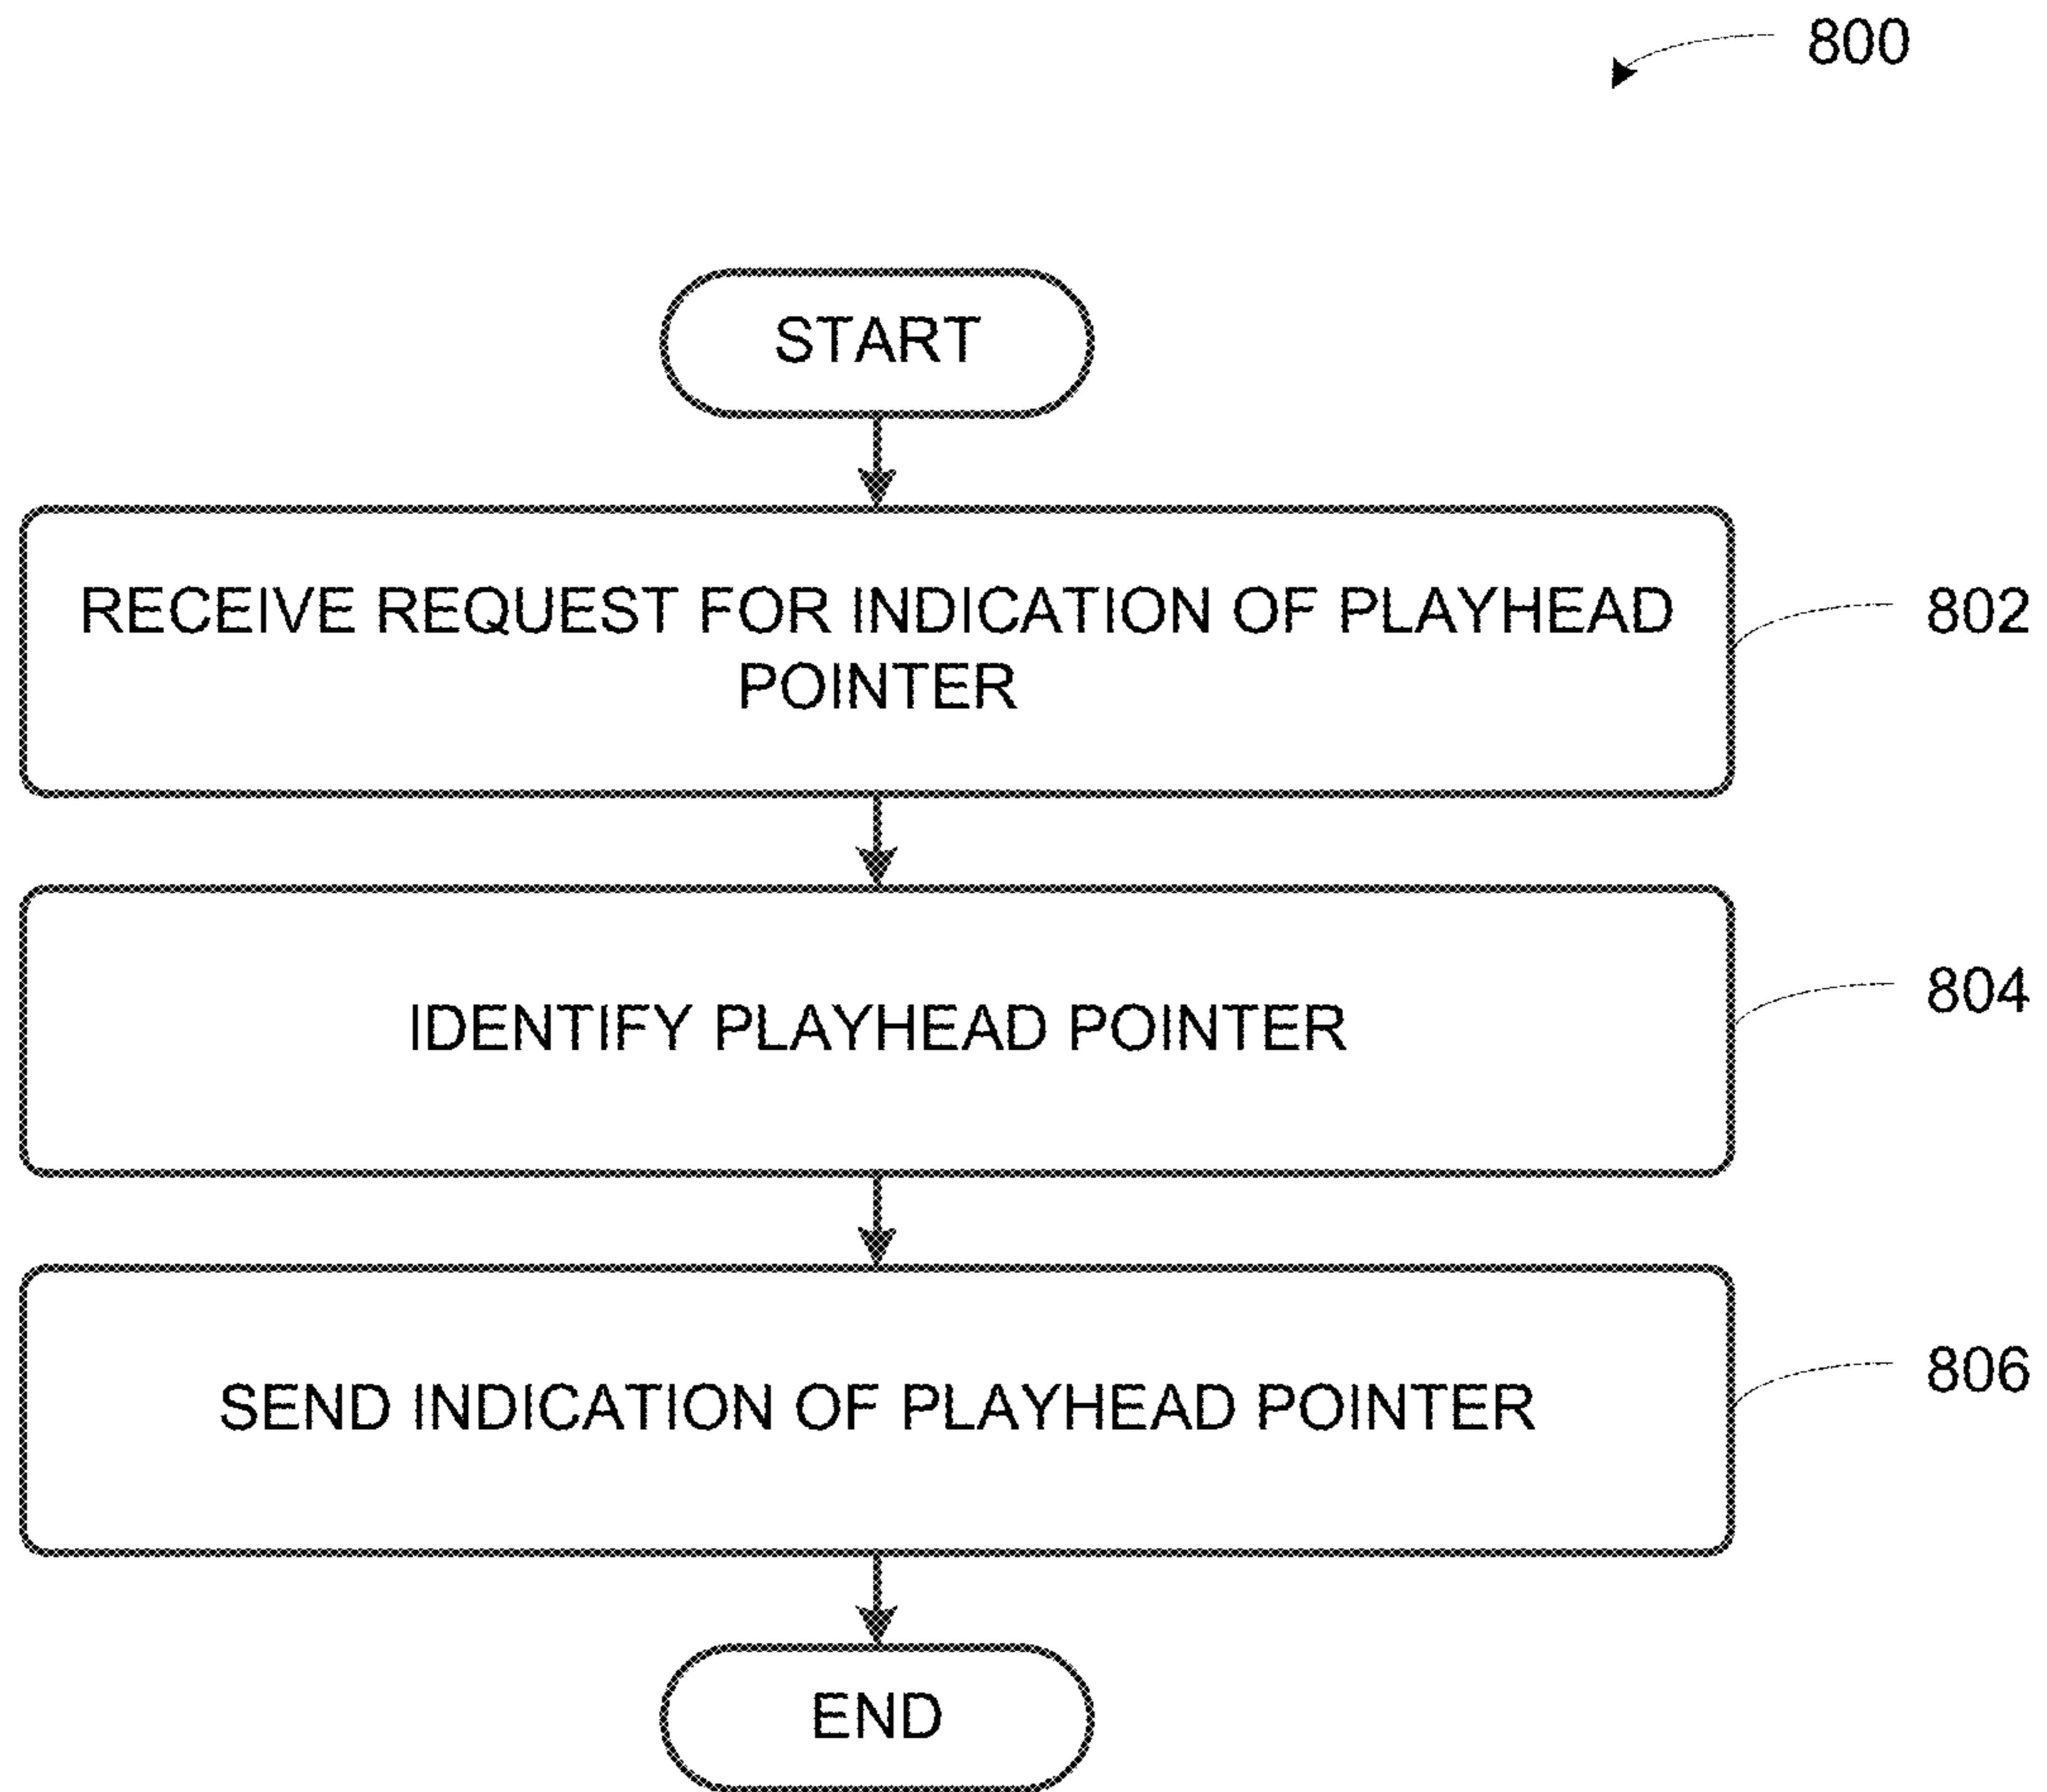 800
START
RECEIVE REQUEST FOR INDICATION OF PLAYHEAD
POINTER
802
IDENTIFY PLAYHEAD POINTER
804
SEND INDICATION OF PLAYHEAD POINTER
806
END